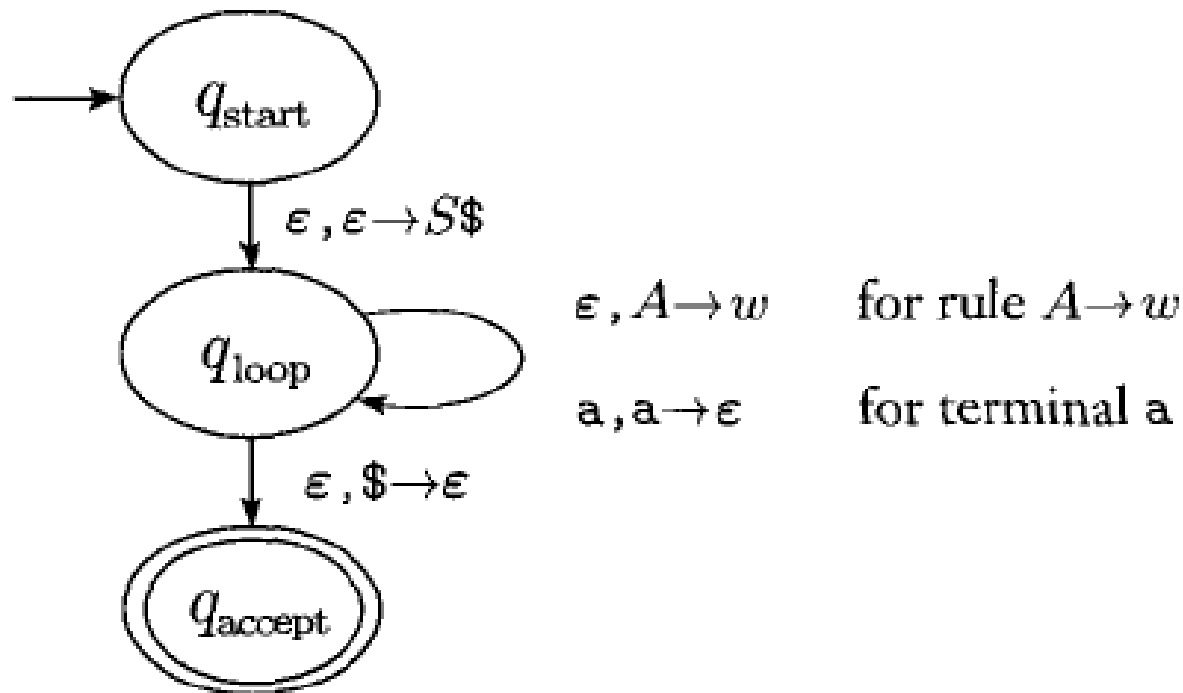 q_start
ε, ε→S$
ε, A→w for rule A→w
q_loop
a, a→ε for terminal a
ε, $→ε
q_accept